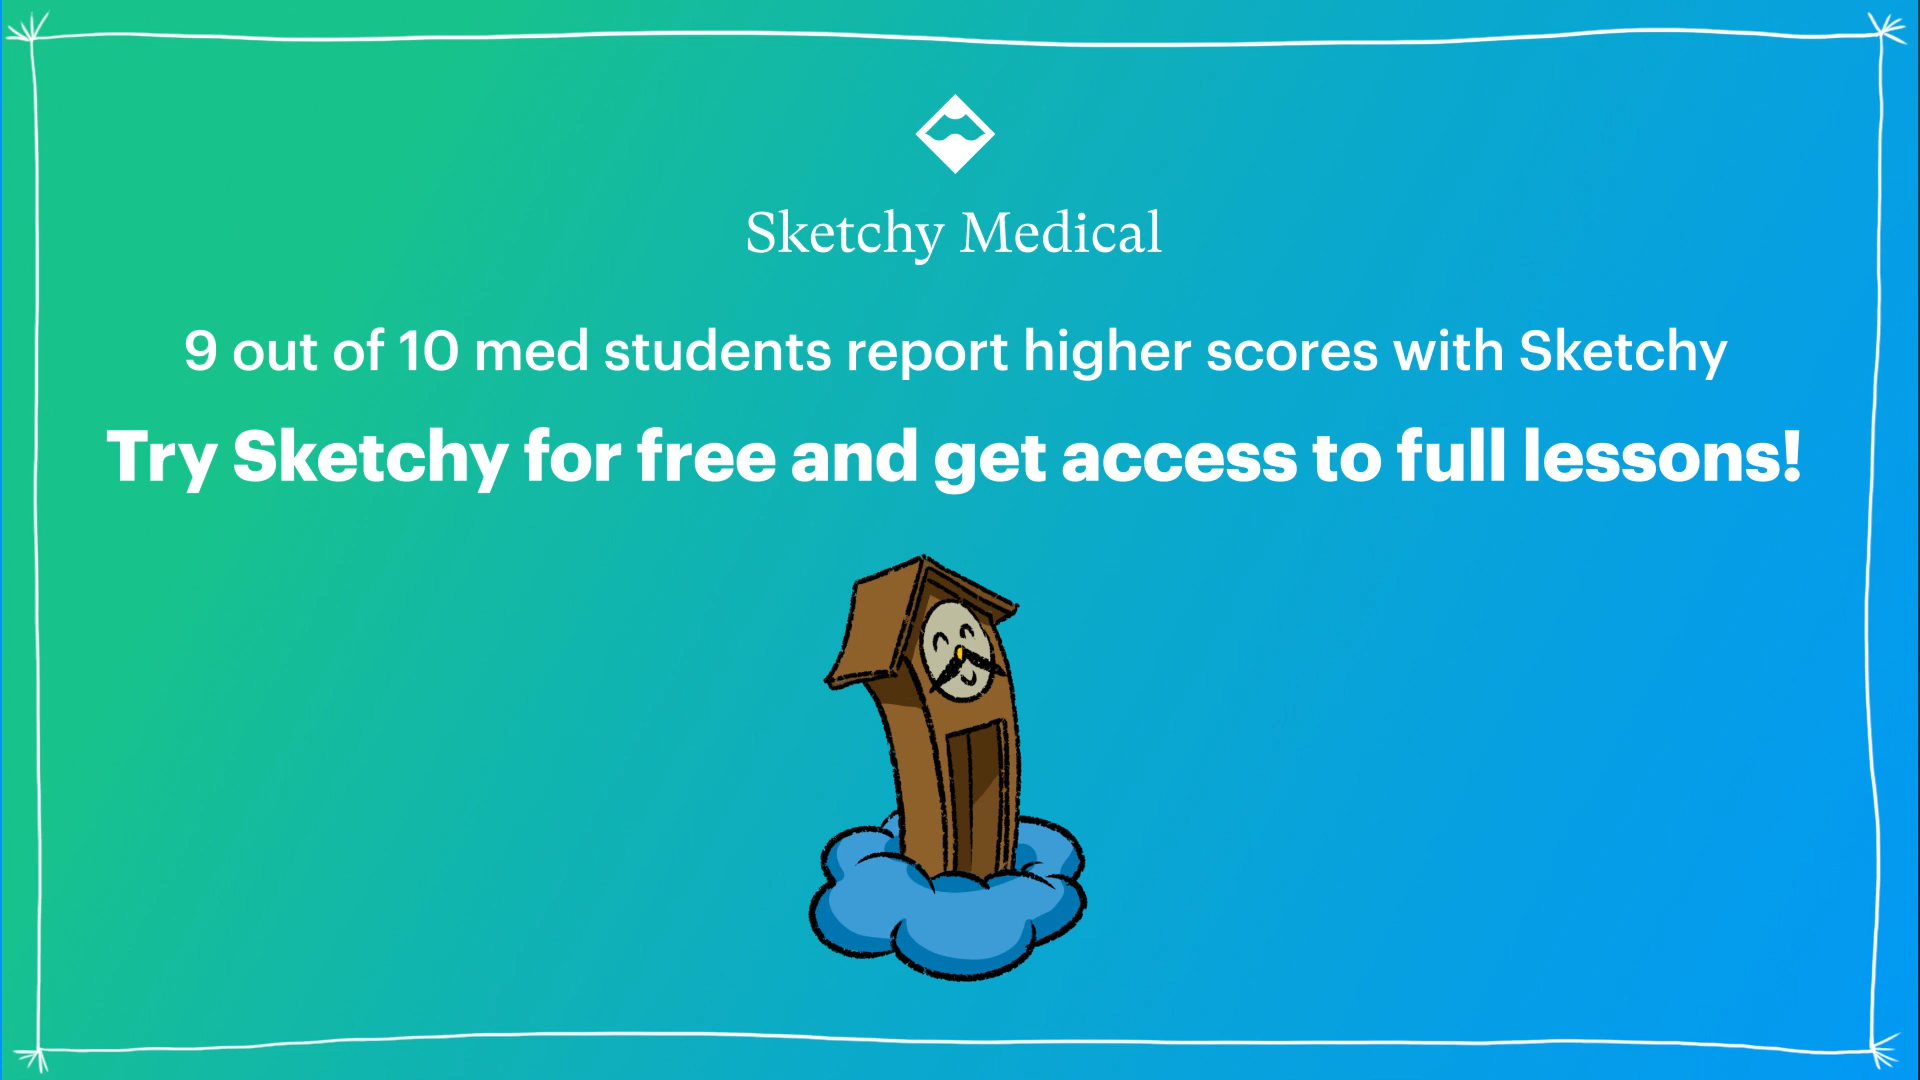 Sketchy Medical
9 out of 10 med students report higher scores with Sketchy
Try Sketchy for free and get access to full lessons!